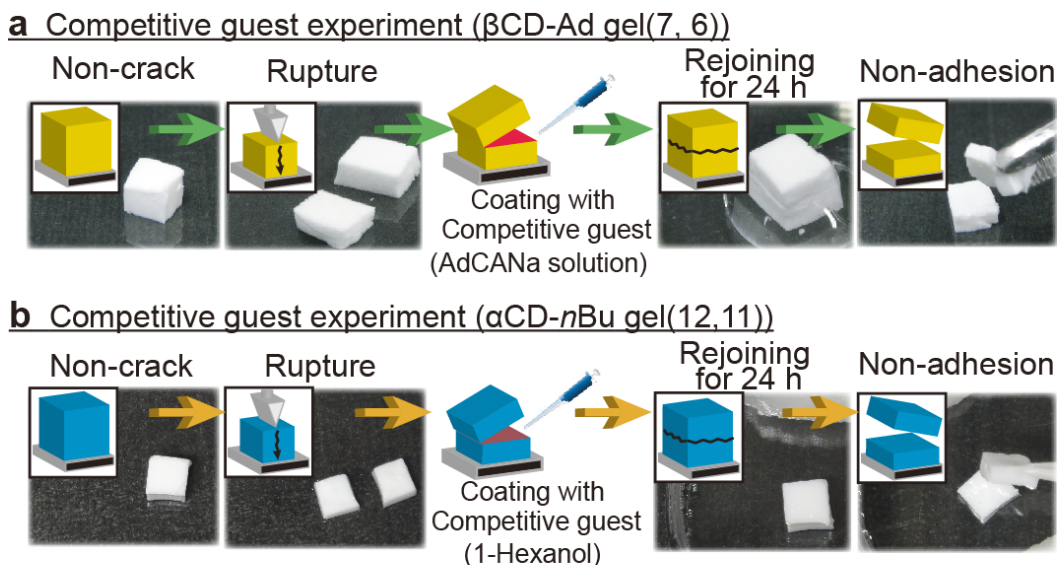 a Competitive guest experiment (βCD-Ad gel(7, 6))
Non-crack
Rupture
Rejoining
for 24 h
Non-adhesion
Coating with
Competitive guest
(AdCANa solution)
b Competitive guest experiment (αCD-nBu gel(12,11))
Non-crack
Rupture
Rejoining
for 24 h
Non-adhesion
Coating with
Competitive guest
(1-Hexanol)